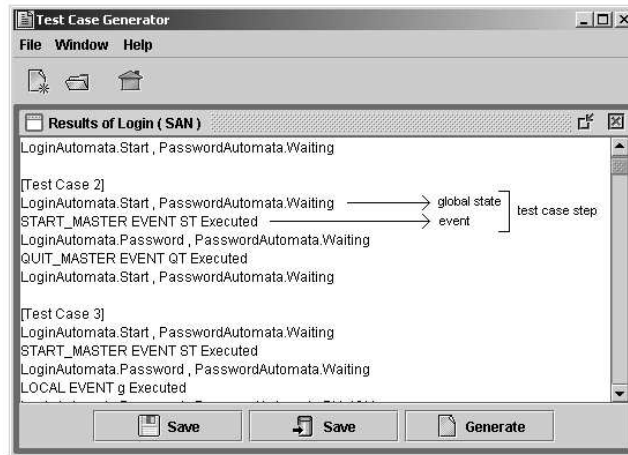 Test Case Generator
File Window Help
Results of Login ( SAN )
LoginAutomata.Start , PasswordAutomata.Waiting
[Test Case 2]
LoginAutomata.Start , PasswordAutomata.Waiting global state
START_MASTER EVENT ST Executed event
test case step
LoginAutomata.Password , PasswordAutomata.Waiting
QUIT_MASTER EVENT QT Executed
LoginAutomata.Start , PasswordAutomata.Waiting
[Test Case 3]
LoginAutomata.Start , PasswordAutomata.Waiting
START_MASTER EVENT ST Executed
LoginAutomata.Password , PasswordAutomata.Waiting
LOCAL EVENT g Executed
Save Save Generate